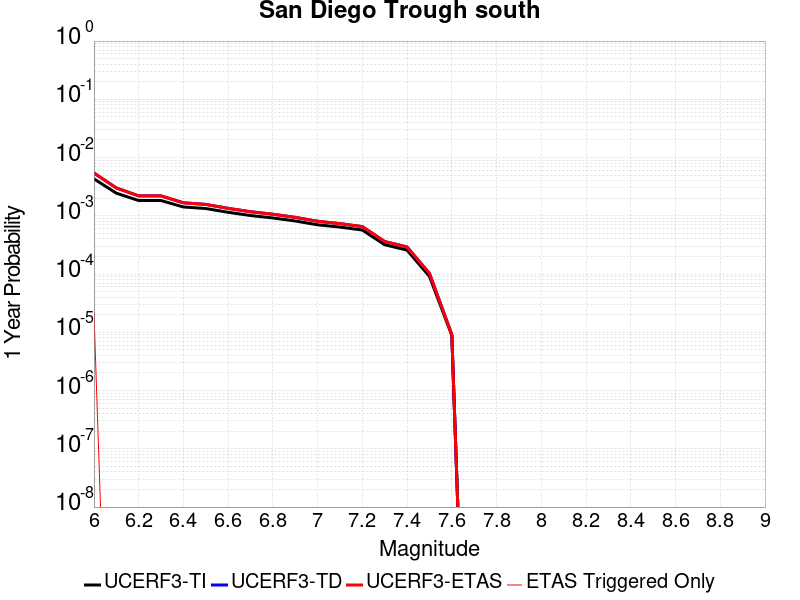 San Diego Trough south
10^0
10^-1
10^-2
10^-3
10^-4
10^-5
10^-6
10^-7
10^-8
1 Year Probability
6 6.2 6.4 6.6 6.8 7 7.2 7.4 7.6 7.8 8 8.2 8.4 8.6 8.8 9
Magnitude
UCERF3-TI UCERF3-TD UCERF3-ETAS ETAS Triggered Only